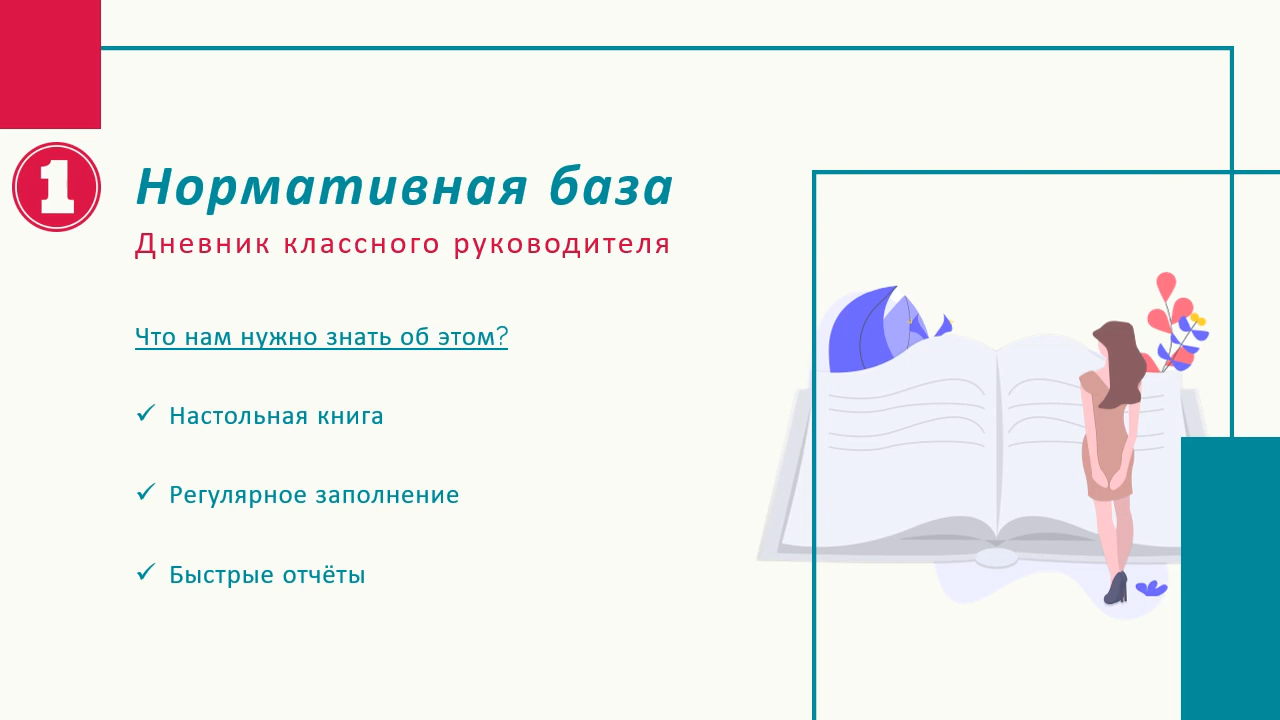 1
Нормативная база
Дневник классного руководителя
Что нам нужно знать об этом?
✓ Настольная книга
✓ Регулярное заполнение
✓ Быстрые отчёты